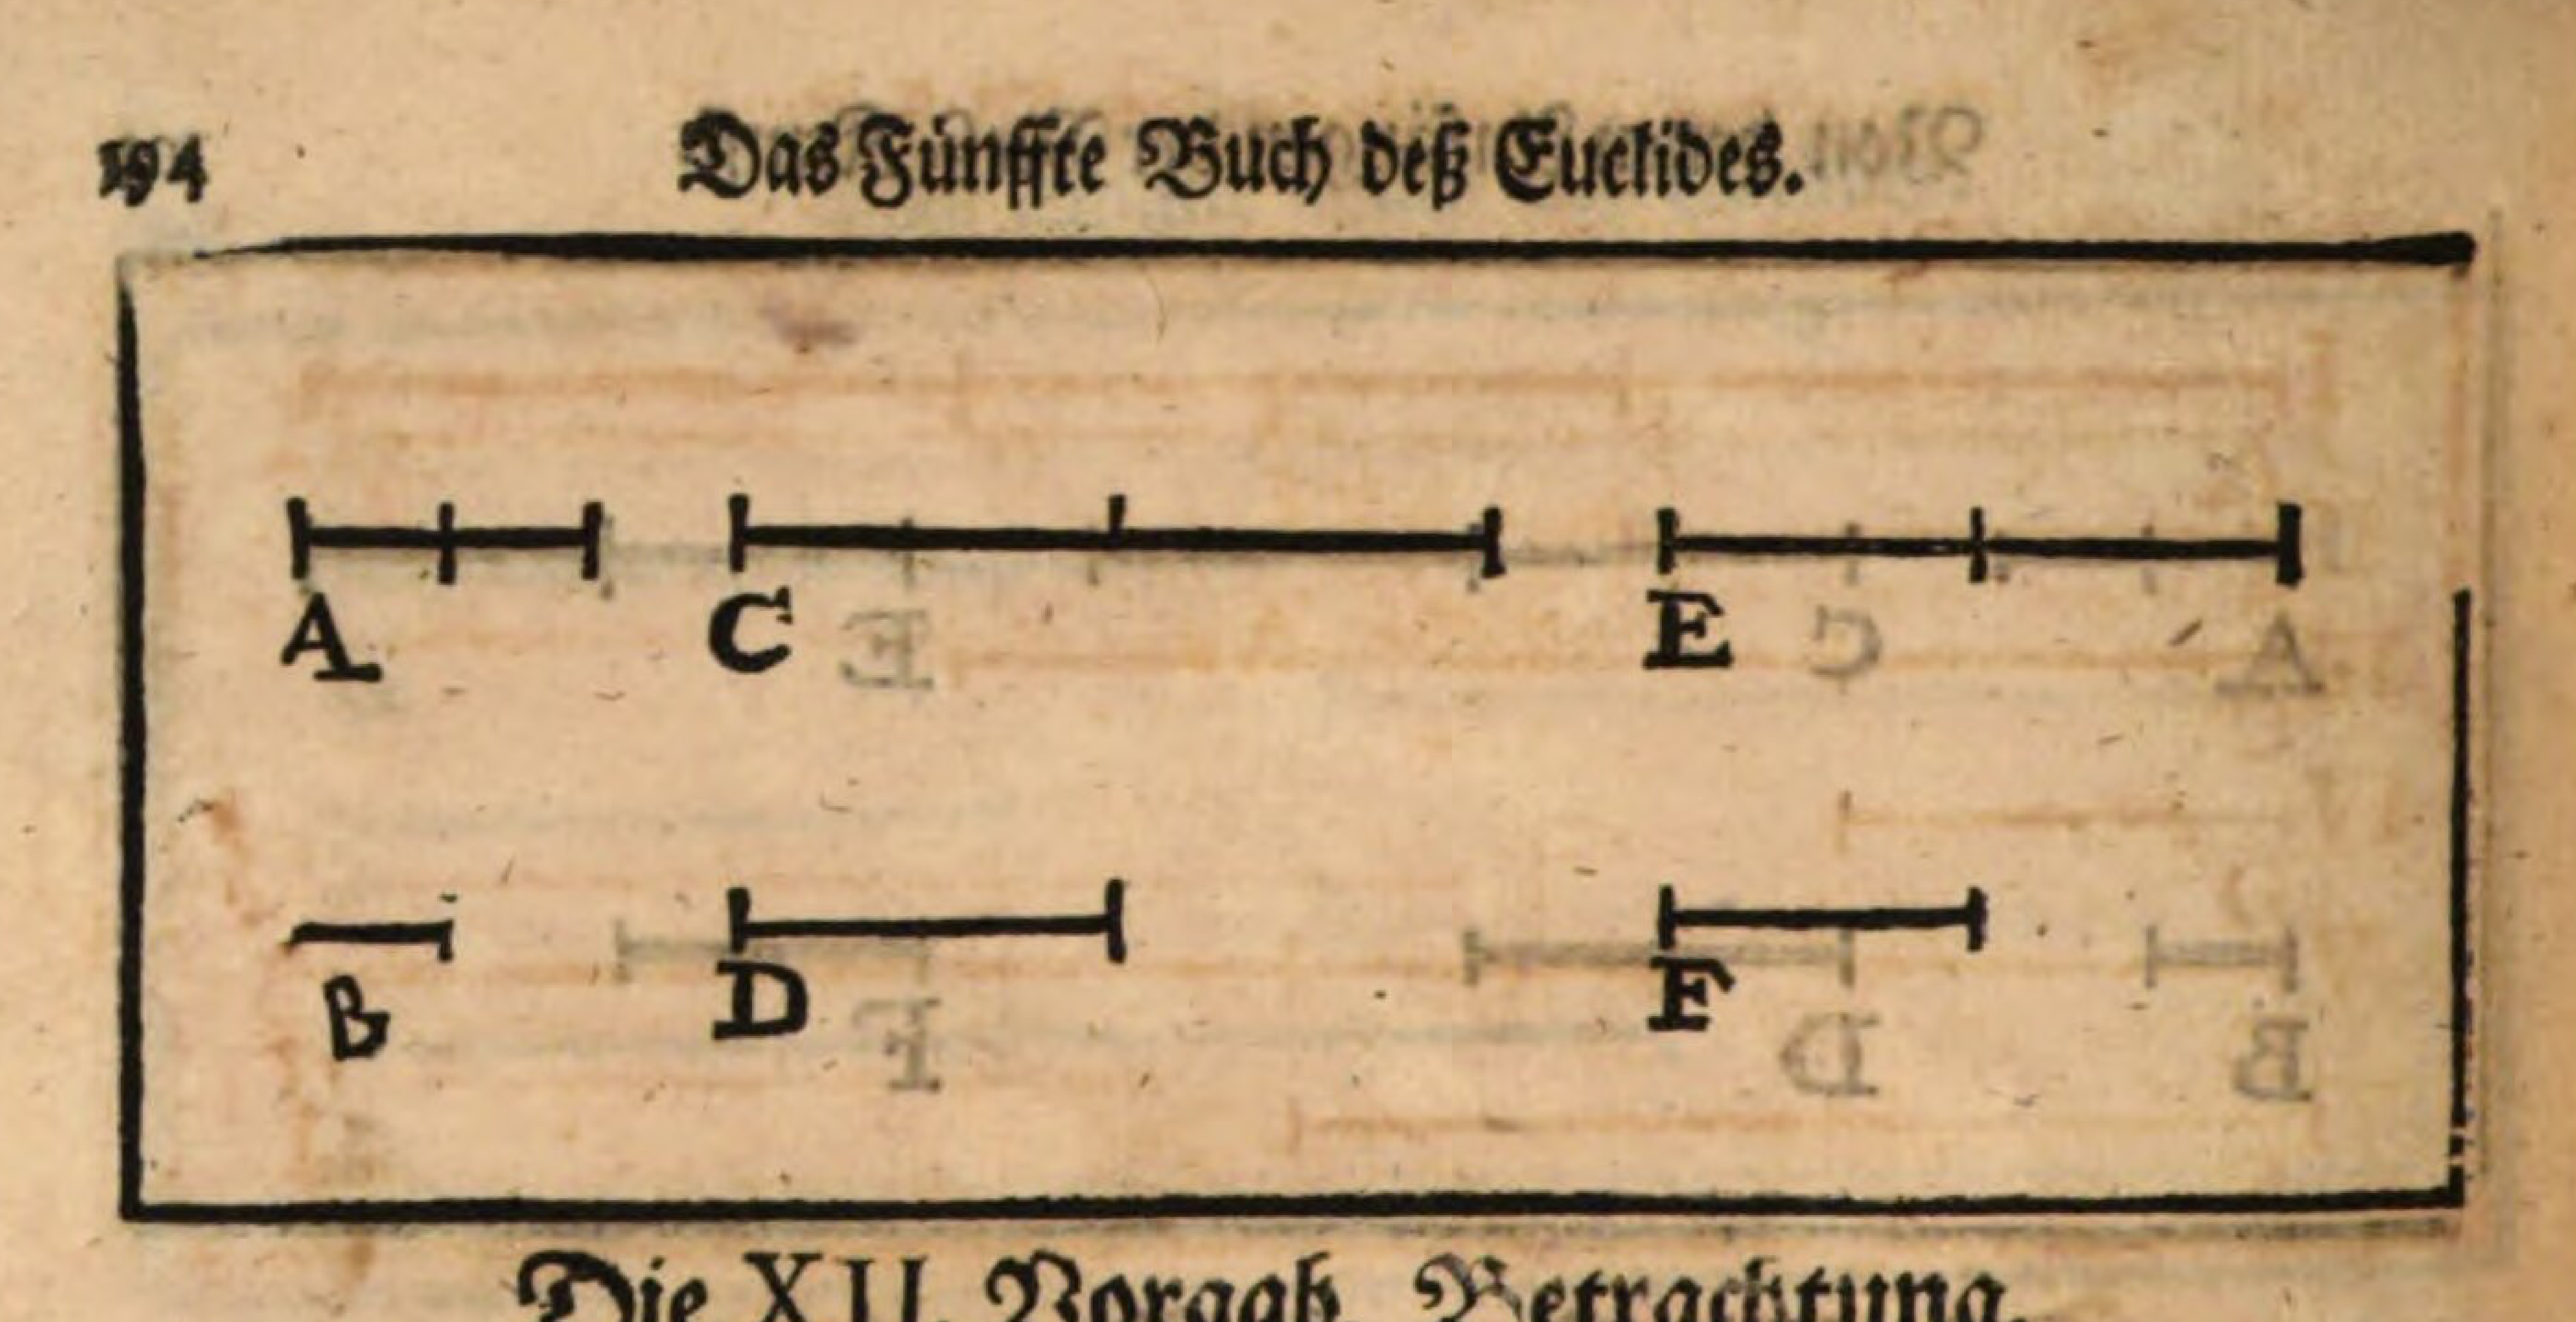 194 Das Fünffte Buch deß Euclides.
A C E
B D F
Die XII. Vorgab. Betrachtung.